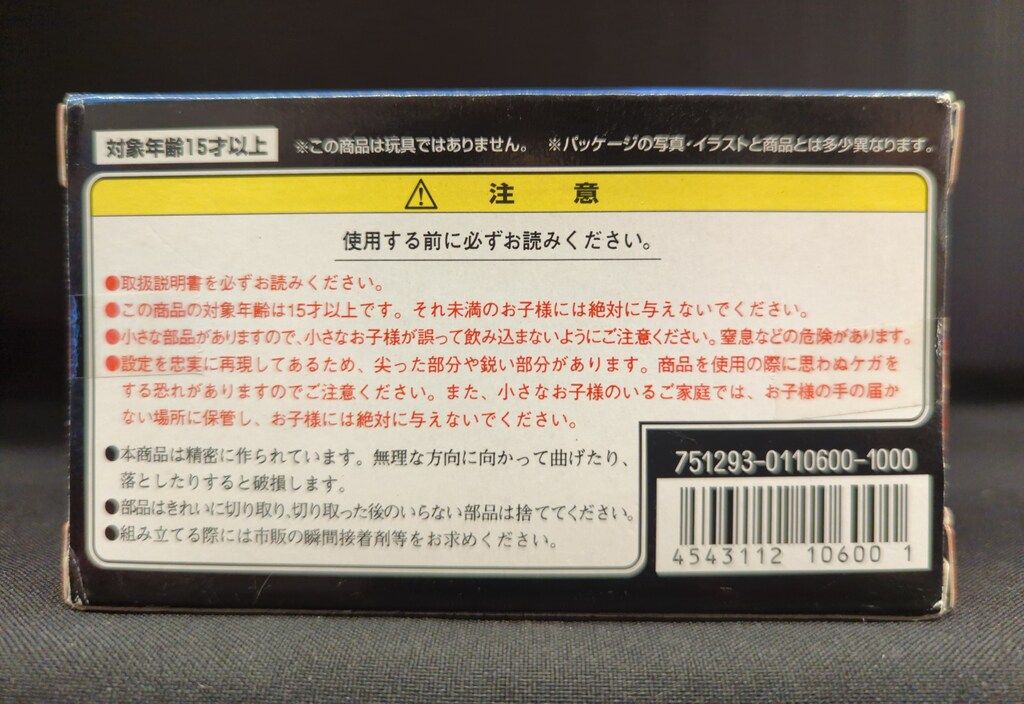 対象年齢15才以上 ※この商品は玩具ではありません。 ※パッケージの写真・イラストと商品とは多少異なります。
⚠ 注 意
使用する前に必ずお読みください。
●取扱説明書を必ずお読みください。
●この商品の対象年齢は15才以上です。それ未満のお子様には絶対に与えないでください。
●小さな部品がありますので、小さなお子様が誤って飲み込まないようにご注意ください。窒息などの危険があります。
●設定を忠実に再現してあるため、尖った部分や鋭い部分があります。商品を使用の際に思わぬケガを
する恐れがありますのでご注意ください。また、小さなお子様のいるご家庭では、お子様の手の届か
ない場所に保管し、お子様には絶対に与えないでください。
●本商品は精密に作られています。無理な方向に向かって曲げたり、
落としたりすると破損します。
●部品はきれいに切り取り、切り取った後のいらない部品は捨ててください。
●組み立てる際には市販の瞬間接着剤等をお求めください。
751293-0110600-1000
4543112 10600 1